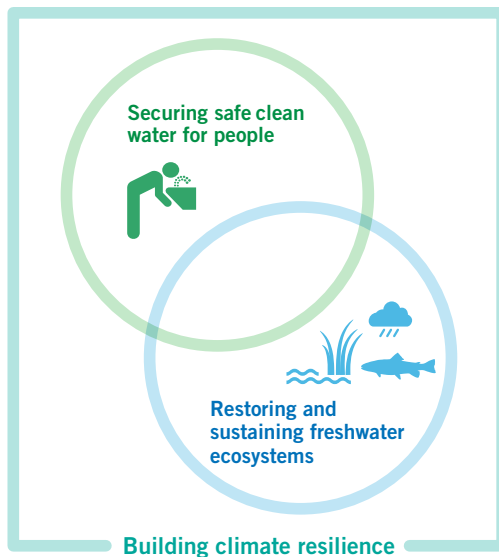 Securing safe clean
water for people
Restoring and
sustaining freshwater
ecosystems
Building climate resilience